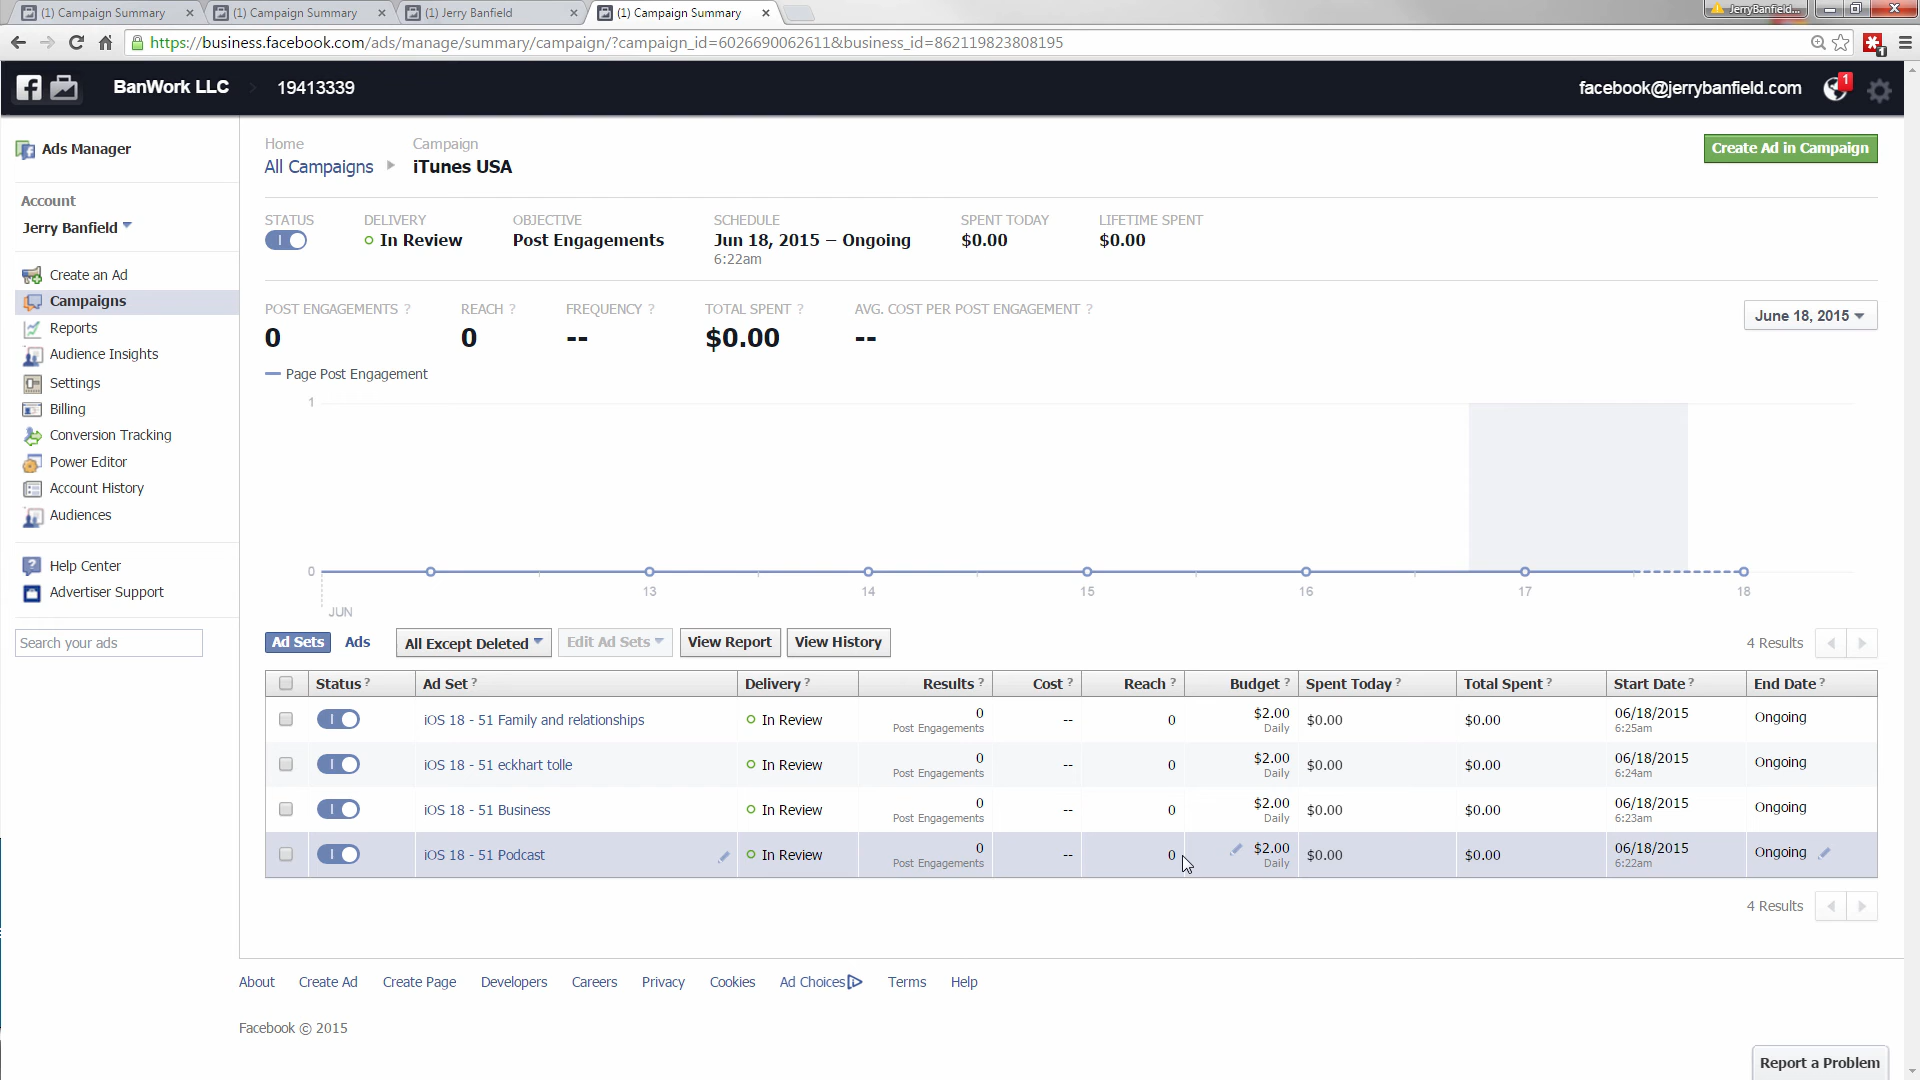 (1) Campaign Summary
(1) Campaign Summary
(1) Jerry Banfield
(1) Campaign Summary
JerryBanfield...
https://business.facebook.com/ads/manage/summary/campaign/?campaign_id=6026690062611&business_id=862119823808195
1
BanWork LLC
19413339
facebook@jerrybanfield.com
1
Ads Manager
Account
Jerry Banfield
Create an Ad
Campaigns
Reports
Audience Insights
Settings
Billing
Conversion Tracking
Power Editor
Account History
Audiences
Help Center
Advertiser Support
Search your ads
Home
Campaign
All Campaigns
iTunes USA
Create Ad in Campaign
STATUS DELIVERY OBJECTIVE SCHEDULE SPENT TODAY LIFETIME SPENT
In Review Post Engagements Jun 18, 2015 – Ongoing $0.00 $0.00
6:22am
POST ENGAGEMENTS ? REACH ? FREQUENCY ? TOTAL SPENT ? AVG. COST PER POST ENGAGEMENT ?
0 0 -- $0.00 --
June 18, 2015
Page Post Engagement
1
0
13 14 15 16 17 18
JUN
Ad Sets Ads All Except Deleted Edit Ad Sets View Report View History 4 Results
Status ? Ad Set ? Delivery ? Results ? Cost ? Reach ? Budget ? Spent Today ? Total Spent ? Start Date ? End Date ?
iOS 18 - 51 Family and relationships In Review 0 -- 0 $2.00 $0.00 $0.00 06/18/2015 Ongoing
Post Engagements Daily 6:25am
iOS 18 - 51 eckhart tolle In Review 0 -- 0 $2.00 $0.00 $0.00 06/18/2015 Ongoing
Post Engagements Daily 6:24am
iOS 18 - 51 Business In Review 0 -- 0 $2.00 $0.00 $0.00 06/18/2015 Ongoing
Post Engagements Daily 6:23am
iOS 18 - 51 Podcast In Review 0 -- 0 $2.00 $0.00 $0.00 06/18/2015 Ongoing
Post Engagements Daily 6:22am
4 Results
About Create Ad Create Page Developers Careers Privacy Cookies Ad Choices Terms Help
Facebook © 2015
Report a Problem